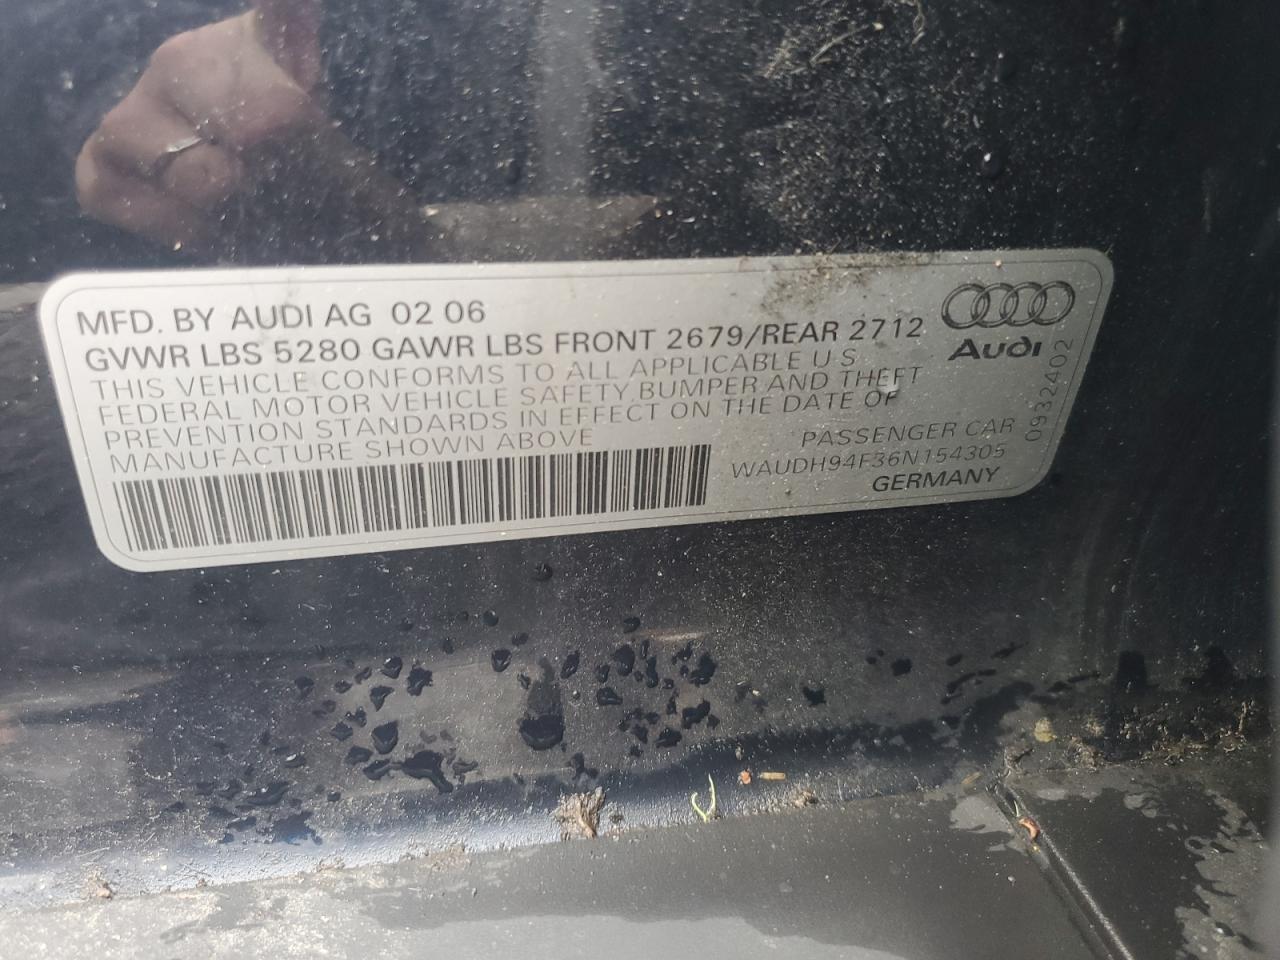 MFD. BY AUDI AG 02 06
GVWR LBS 5280 GAWR LBS FRONT 2679/REAR 2712
THIS VEHICLE CONFORMS TO ALL APPLICABLE U S
FEDERAL MOTOR VEHICLE SAFETY BUMPER AND THEFT
PREVENTION STANDARDS IN EFFECT ON THE DATE OF
MANUFACTURE SHOWN ABOVE
PASSENGER CAR
WAUDH94F36N154305
GERMANY
Audi
0932402